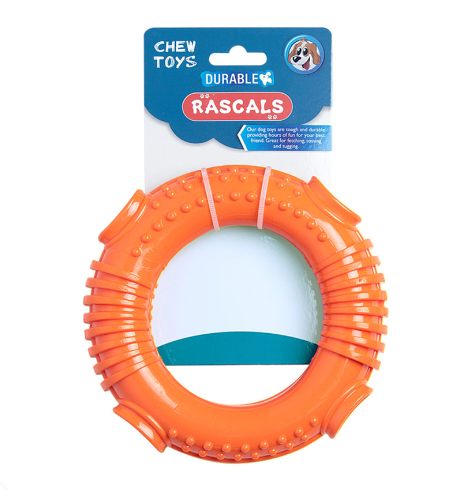 CHEW
TOYS
DURABLE
RASCALS
Our dog toys are tough and durable
providing hours of fun for your best
friend. Great for fetching, tossing
and tugging.